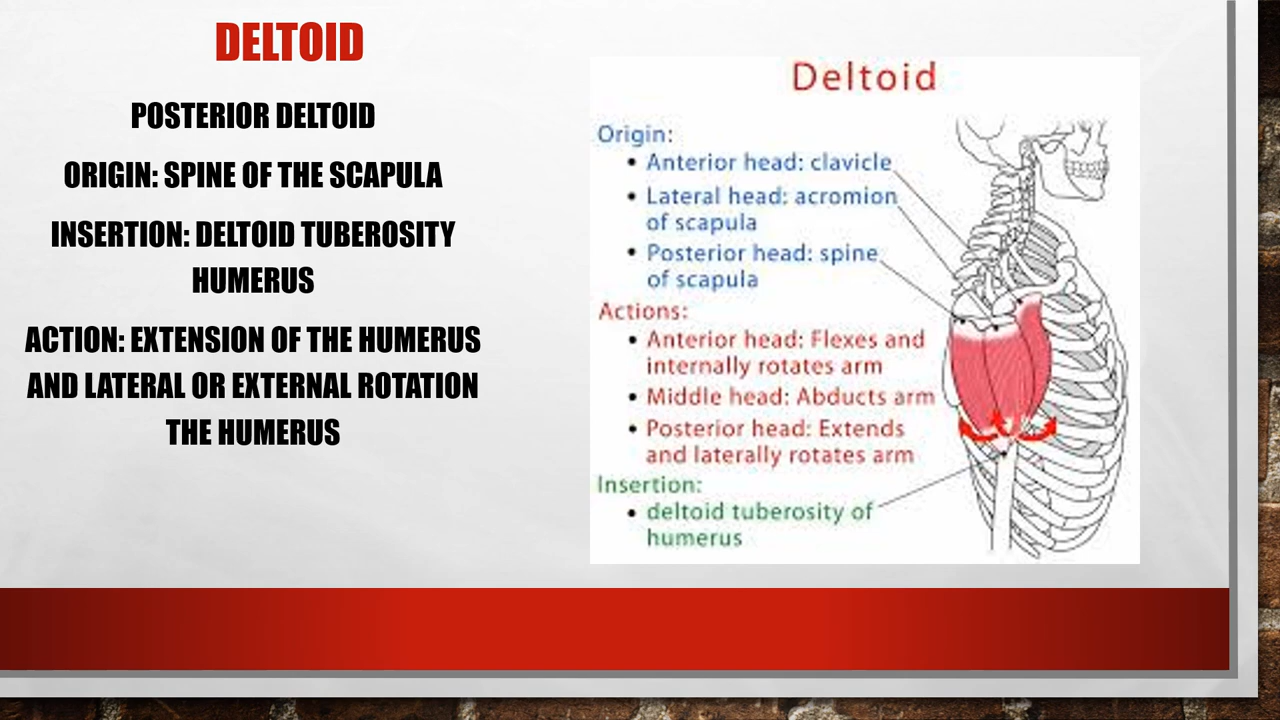 DELTOID
POSTERIOR DELTOID
ORIGIN: SPINE OF THE SCAPULA
INSERTION: DELTOID TUBEROSITY
HUMERUS
ACTION: EXTENSION OF THE HUMERUS
AND LATERAL OR EXTERNAL ROTATION
THE HUMERUS
Deltoid
Origin:
• Anterior head: clavicle
• Lateral head: acromion
of scapula
• Posterior head: spine
of scapula
Actions:
• Anterior head: Flexes and
internally rotates arm
• Middle head: Abducts arm
• Posterior head: Extends
and laterally rotates arm
Insertion:
• deltoid tuberosity of
humerus